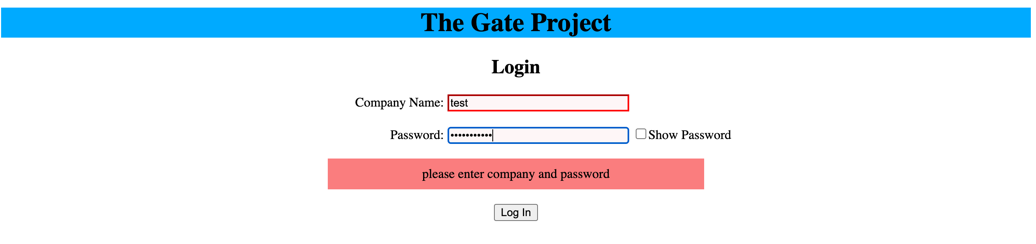 The Gate Project
Login
Company Name: test
Password: •••••••••••  Show Password
please enter company and password
Log In